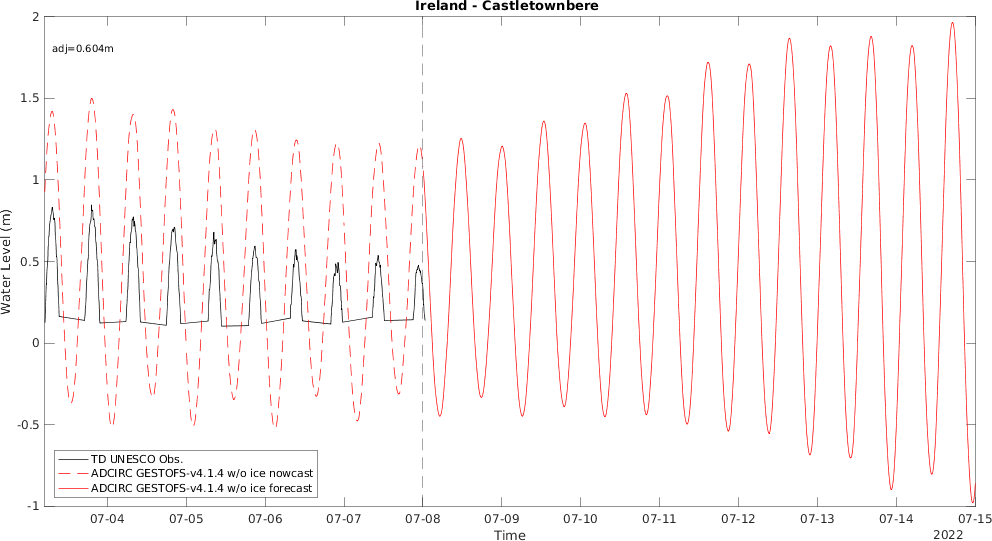 Ireland - Castletownbere
adj=0.604m
2
1.5
1
0.5
0
-0.5
-1
Water Level (m)
TD UNESCO Obs.
ADCIRC GESTOFS-v4.1.4 w/o ice nowcast
ADCIRC GESTOFS-v4.1.4 w/o ice forecast
07-04 07-05 07-06 07-07 07-08 07-09 07-10 07-11 07-12 07-13 07-14 07-15
Time
2022